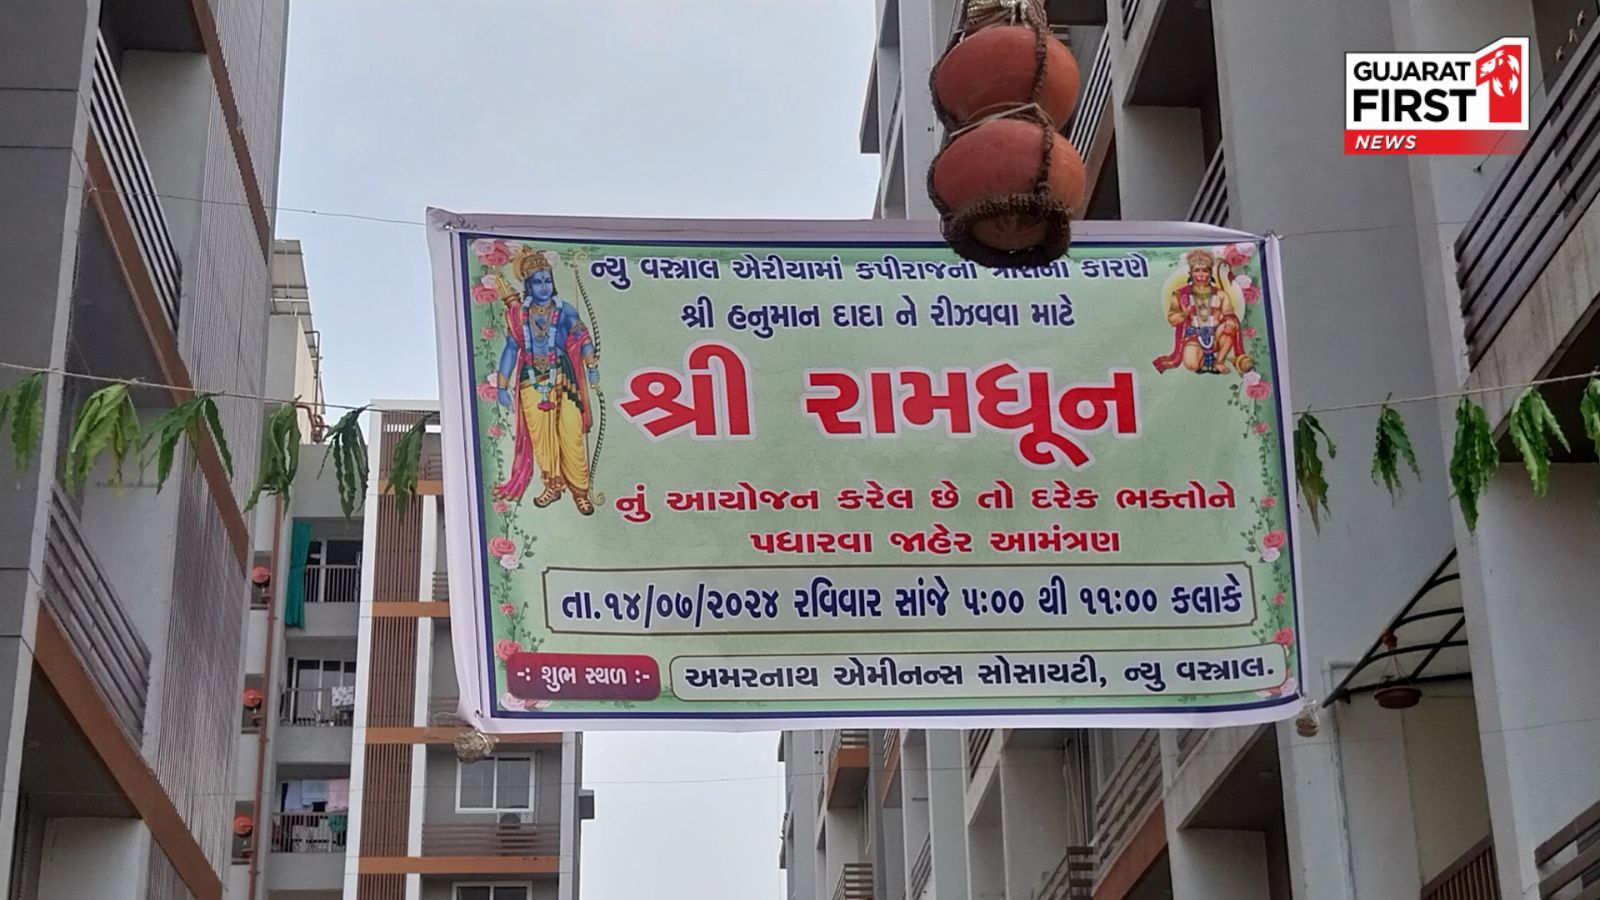 GUJARAT
FIRST 1
NEWS
ન્યુ વસ્ત્રાલ એરીયામાં કપીરાજના ત્રાસના કારણે
શ્રી હનુમાન દાદા ને રીઝવવા માટે
શ્રી રામધૂન
નું આયોજન કરેલ છે તો દરેક ભક્તોને
પધારવા જાહેર આમંત્રણ
તા.૧૪/૦૭/૨૦૨૪ રવિવાર સાંજે ૫:૦૦ થી ૧૧:૦૦ કલાકે
-: શુભ સ્થળ :- અમરનાથ એમીનન્સ સોસાયટી, ન્યુ વસ્ત્રાલ.